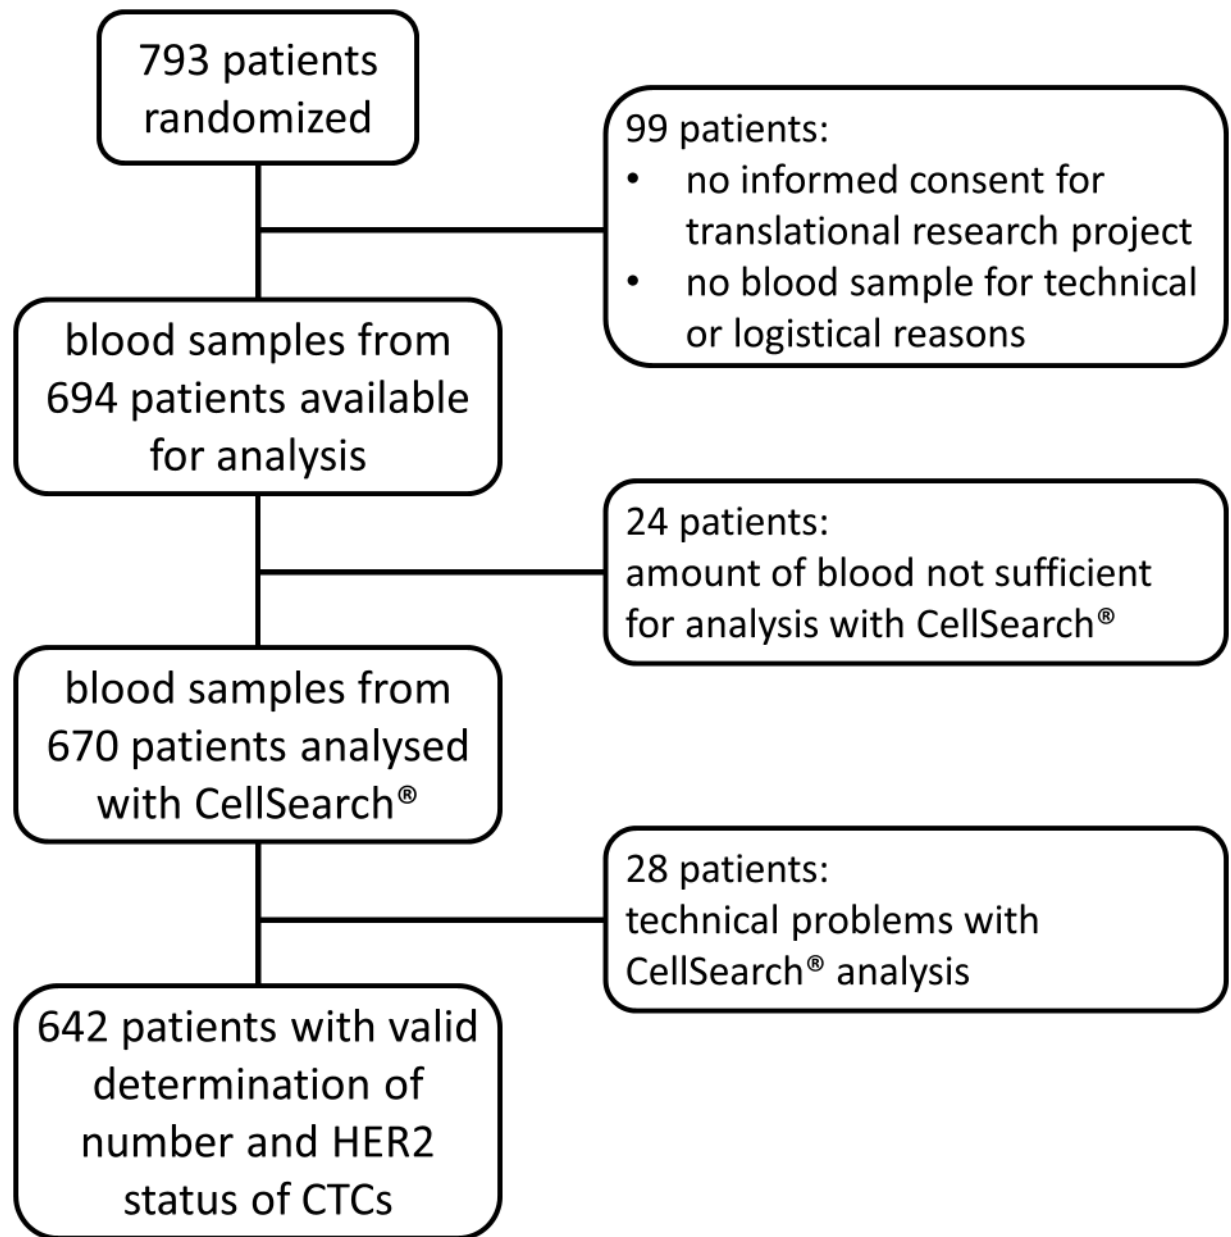 793 patients
randomized
99 patients:
• no informed consent for
translational research project
• no blood sample for technical
or logistical reasons
blood samples from
694 patients available
for analysis
24 patients:
amount of blood not sufficient
for analysis with CellSearch®
blood samples from
670 patients analysed
with CellSearch®
28 patients:
technical problems with
CellSearch® analysis
642 patients with valid
determination of
number and HER2
status of CTCs